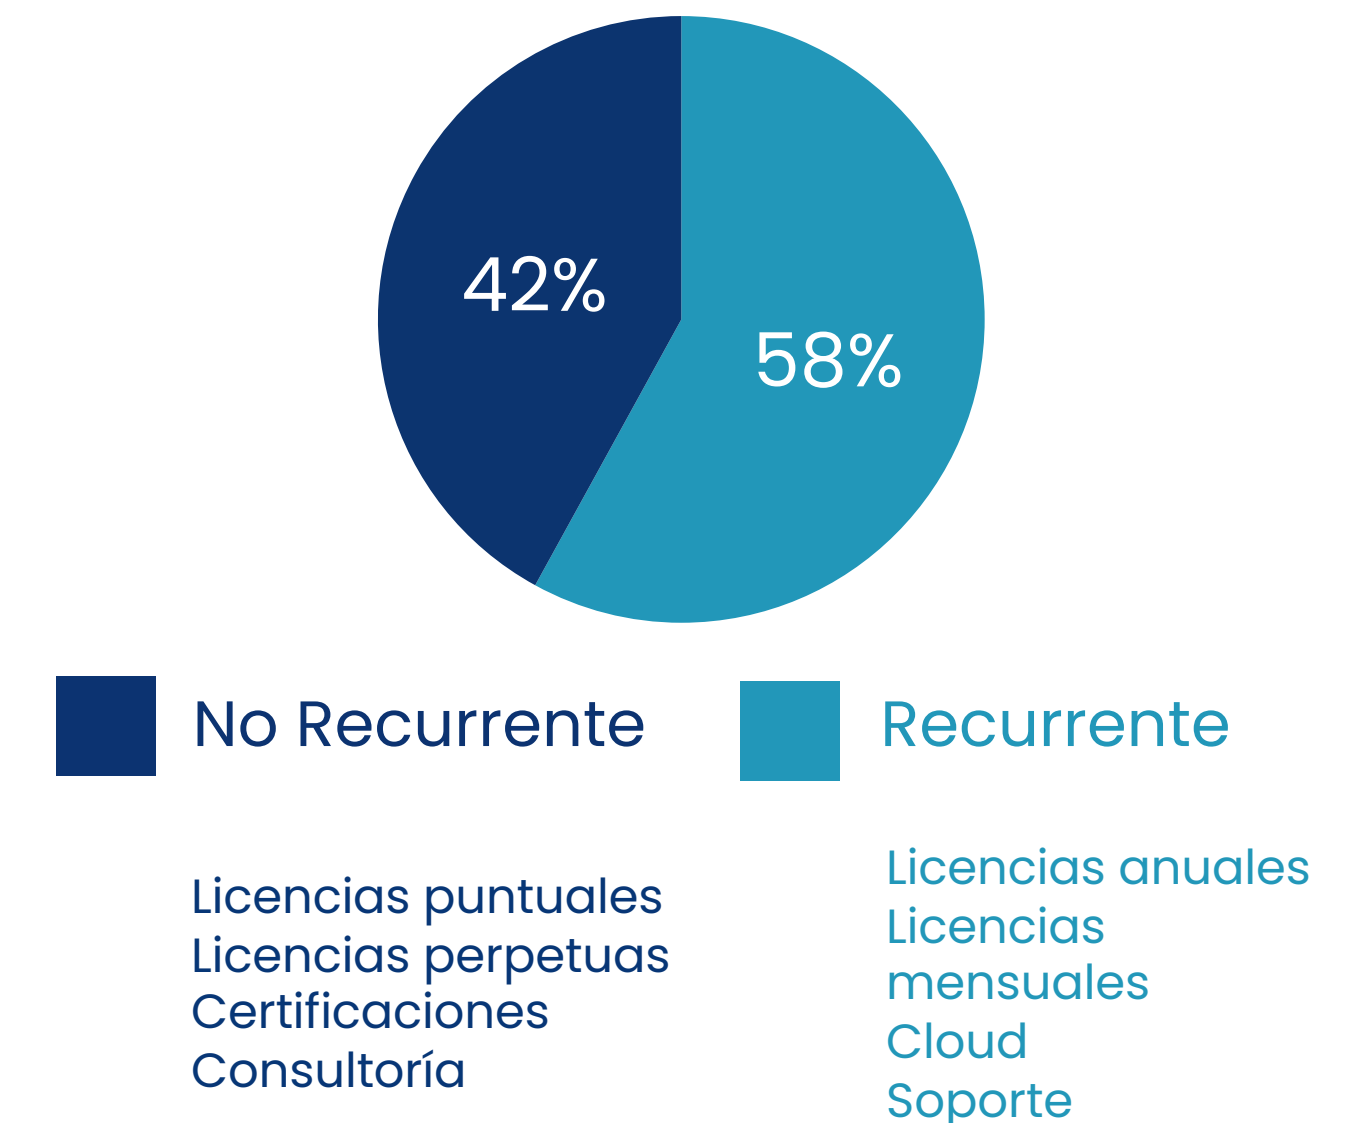 42%
58%
No Recurrente
Recurrente
Licencias puntuales
Licencias perpetuas
Certificaciones
Consultoría
Licencias anuales
Licencias
mensuales
Cloud
Soporte